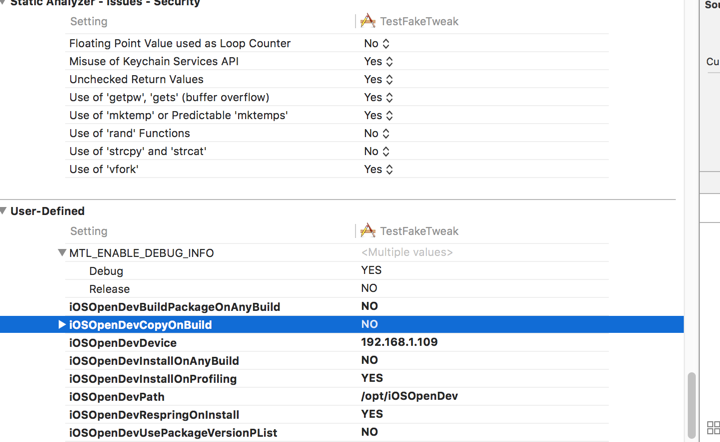 Static Analyzer - Issues - Security
Setting TestFakeTweak
Floating Point Value used as Loop Counter No
Misuse of Keychain Services API Yes
Unchecked Return Values Yes
Use of 'getpw', 'gets' (buffer overflow) Yes
Use of 'mktemp' or Predictable 'mktemps' Yes
Use of 'rand' Functions No
Use of 'strcpy' and 'strcat' No
Use of 'vfork' Yes
User-Defined
Setting TestFakeTweak
MTL_ENABLE_DEBUG_INFO <Multiple values>
Debug YES
Release NO
iOSOpenDevBuildPackageOnAnyBuild NO
iOSOpenDevCopyOnBuild NO
iOSOpenDevDevice 192.168.1.109
iOSOpenDevInstallOnAnyBuild NO
iOSOpenDevInstallOnProfiling YES
iOSOpenDevPath /opt/iOSOpenDev
iOSOpenDevRespringOnInstall YES
iOSOpenDevUsePackageVersionPList NO
Sou
Cu